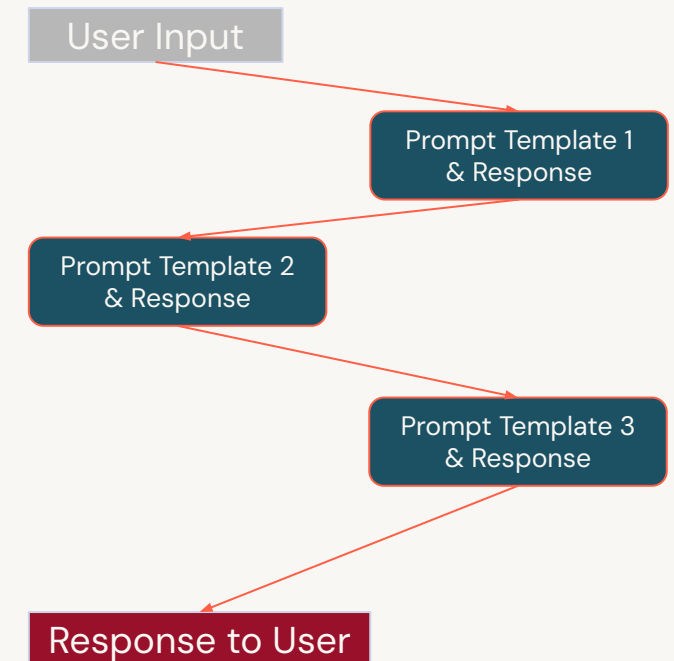 User Input
Prompt Template 1
& Response
Prompt Template 2
& Response
Prompt Template 3
& Response
Response to User